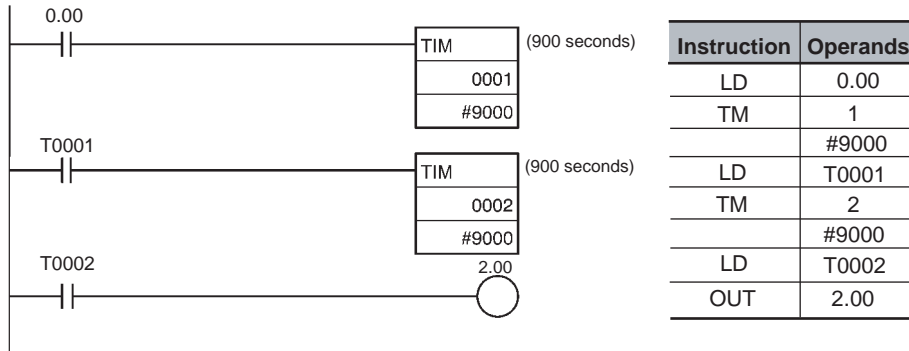 0.00
TIM (900 seconds)
0001
#9000
T0001
TIM (900 seconds)
0002
#9000
T0002 2.00
Instruction Operands
LD 0.00
TM 1
#9000
LD T0001
TM 2
#9000
LD T0002
OUT 2.00